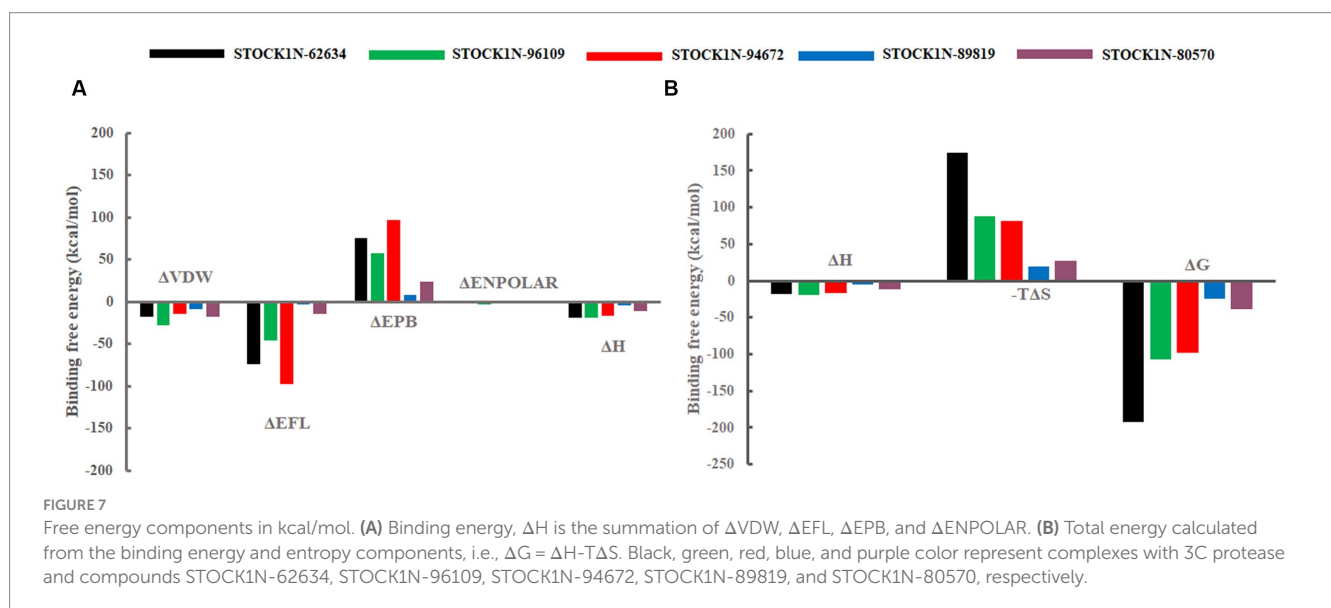 STOCK1N-62634 STOCK1N-96109 STOCK1N-94672 STOCK1N-89819 STOCK1N-80570
A
Binding free energy (kcal/mol)
200
150
100
50
0
-50
-100
-150
-200
ΔVDW
ΔEFL
ΔEPB
ΔENPOLAR
ΔH
B
Binding free energy (kcal/mol)
200
150
100
50
0
-50
-100
-150
-200
-250
ΔH
-TΔS
ΔG
FIGURE 7
Free energy components in kcal/mol. (A) Binding energy, ΔH is the summation of ΔVDW, ΔEFL, ΔEPB, and ΔENPOLAR. (B) Total energy calculated
from the binding energy and entropy components, i.e., ΔG = ΔH-TΔS. Black, green, red, blue, and purple color represent complexes with 3C protease
and compounds STOCK1N-62634, STOCK1N-96109, STOCK1N-94672, STOCK1N-89819, and STOCK1N-80570, respectively.